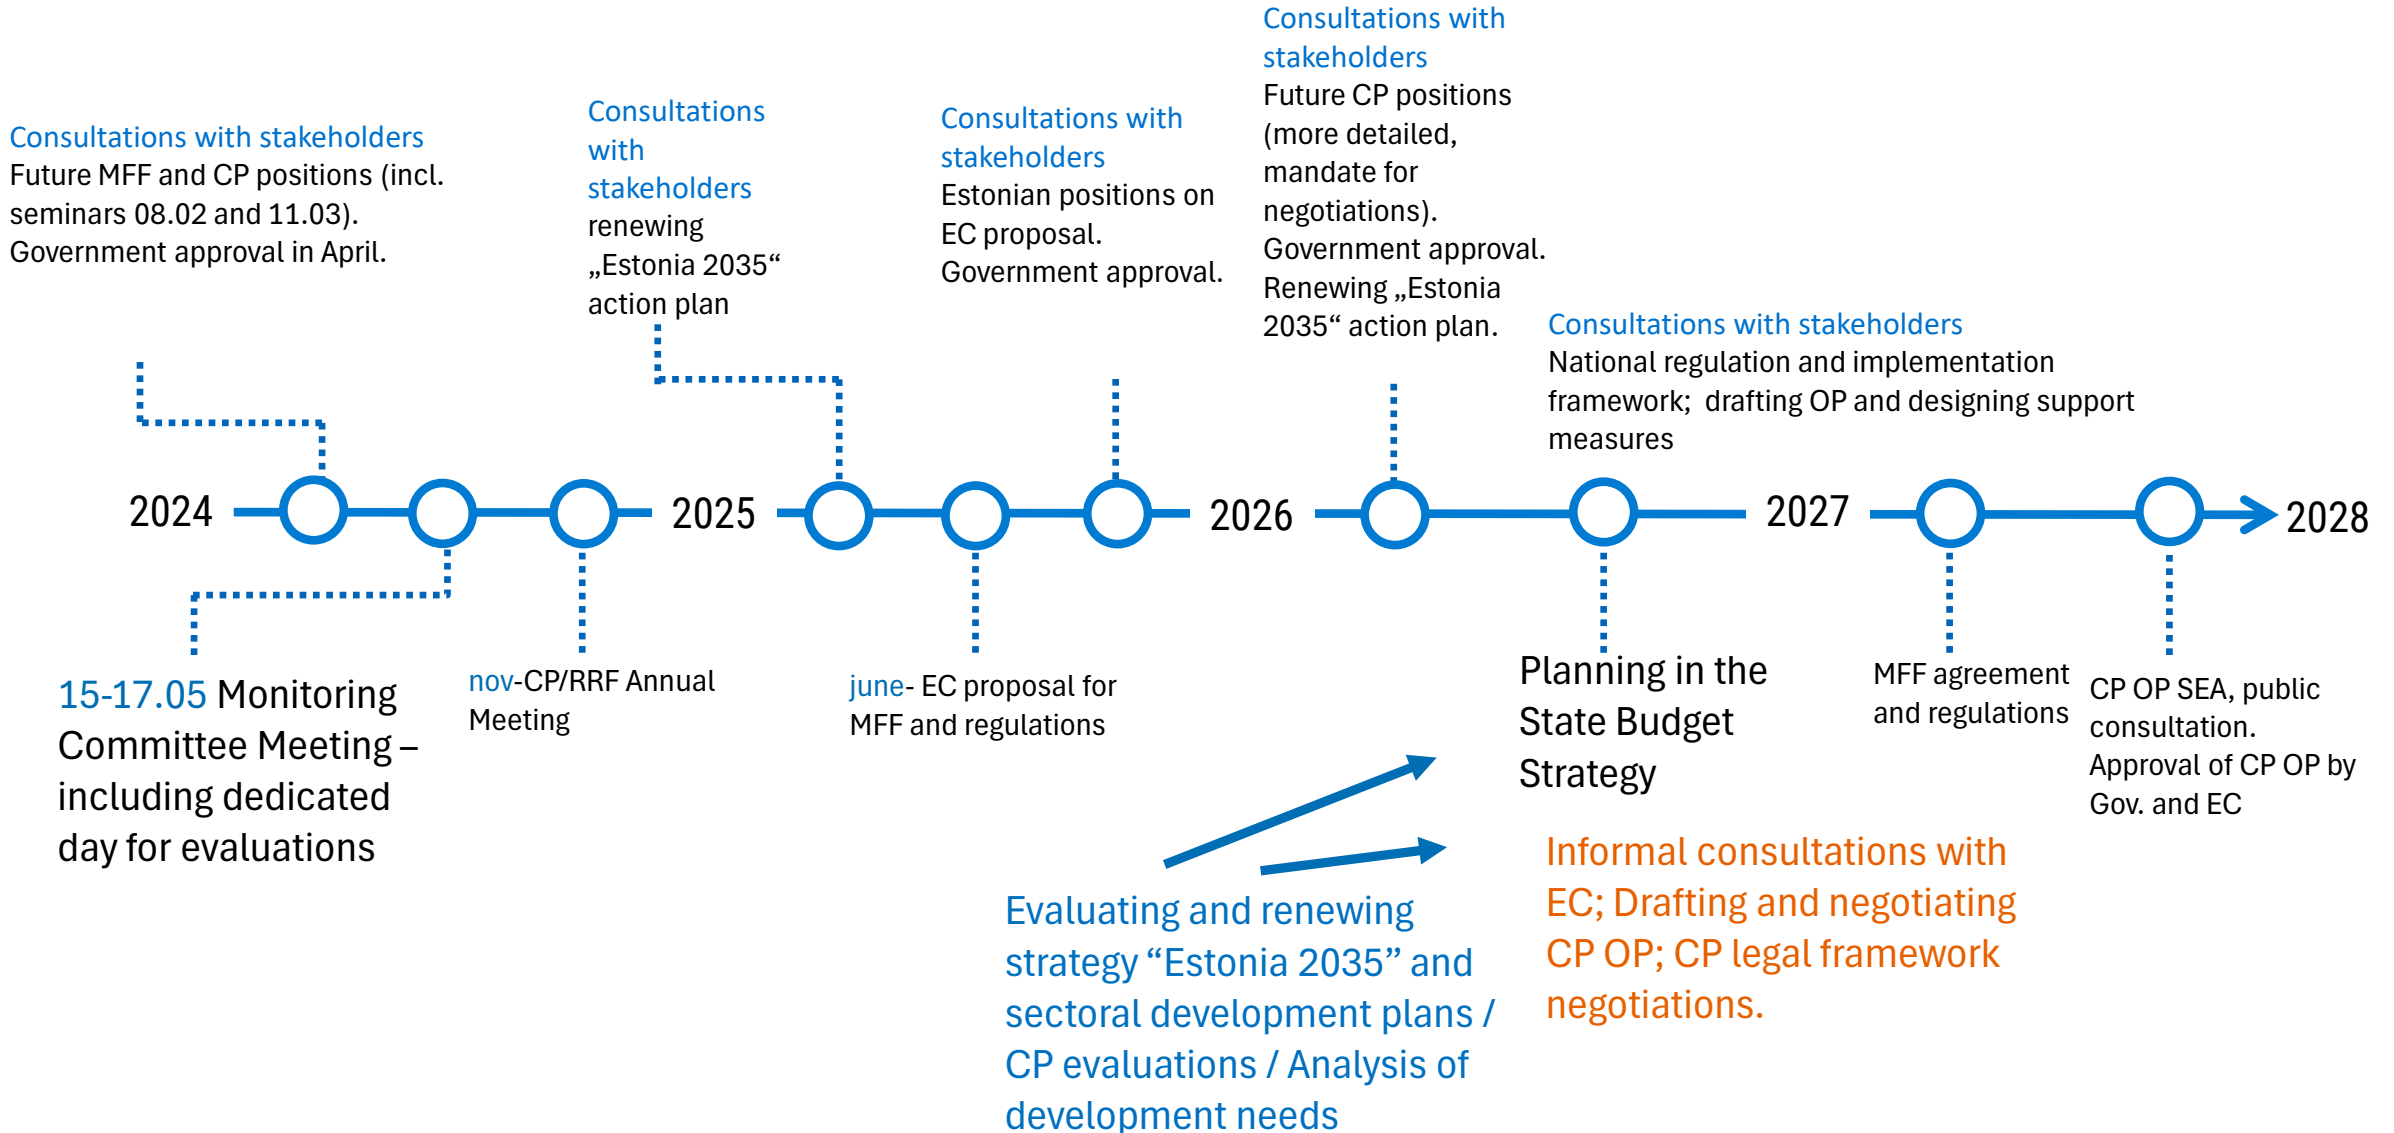 Consultations with stakeholders
Future MFF and CP positions (incl.
seminars 08.02 and 11.03).
Government approval in April.
Consultations
with
stakeholders
renewing
„Estonia 2035“
action plan
Consultations with
stakeholders
Estonian positions on
EC proposal.
Government approval.
Consultations with
stakeholders
Future CP positions
(more detailed,
mandate for
negotiations).
Government approval.
Renewing „Estonia
2035“ action plan.
Consultations with stakeholders
National regulation and implementation
framework;  drafting OP and designing support
measures
2024
2025
2026
2027
2028
15-17.05 Monitoring
Committee Meeting –
including dedicated
day for evaluations
nov-CP/RRF Annual
Meeting
june- EC proposal for
MFF and regulations
Planning in the
State Budget
Strategy
MFF agreement
and regulations
CP OP SEA, public
consultation.
Approval of CP OP by
Gov. and EC
Evaluating and renewing
strategy “Estonia 2035” and
sectoral development plans /
CP evaluations / Analysis of
development needs
Informal consultations with
EC; Drafting and negotiating
CP OP; CP legal framework
negotiations.